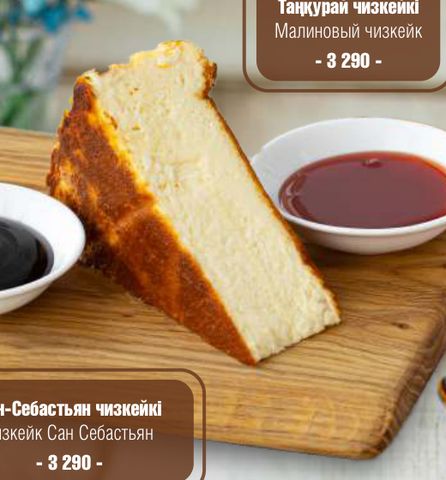 Таңқурай чизкейкі
Малиновый чизкейк
- 3 290 -
н-Себастьян чизкейкі
изкейк Сан Себастьян
- 3 290 -